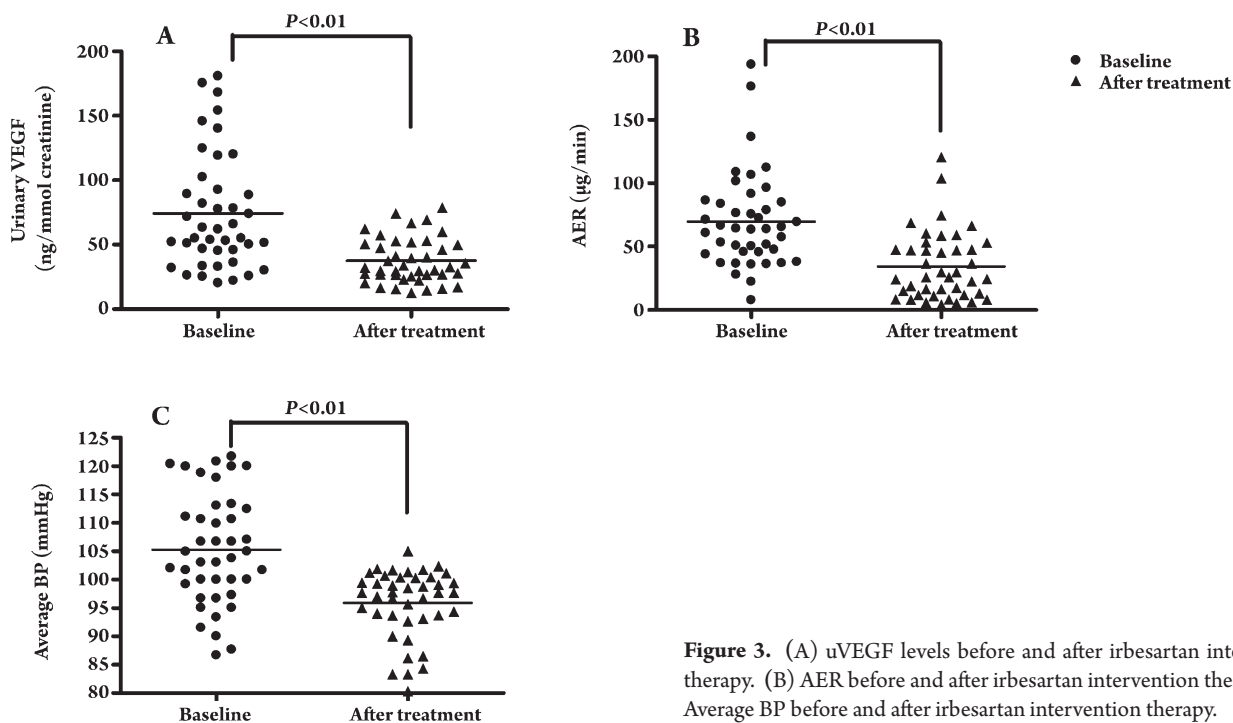 A
P<0.01
Urinary VEGF
(ng/mmol creatinine)
200
150
100
50
0
Baseline
After treatment
B
P<0.01
AER (μg/min)
200
150
100
50
0
Baseline
After treatment
Baseline
After treatment
C
P<0.01
Average BP (mmHg)
125
120
115
110
105
100
95
90
85
80
Baseline
After treatment
Figure 3. (A) uVEGF levels before and after irbesartan
therapy. (B) AER before and after irbesartan intervention
Average BP before and after irbesartan intervention therapy.